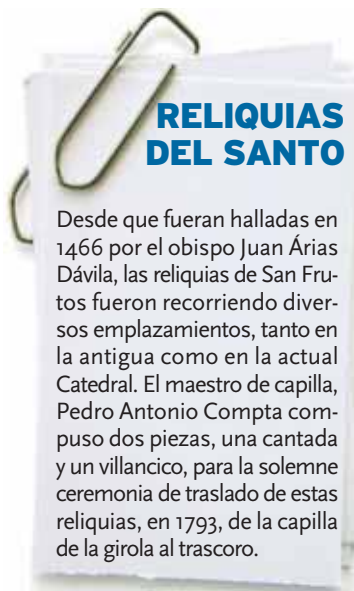 RELIQUIAS
DEL SANTO
Desde que fueran halladas en
1466 por el obispo Juan Árias
Dávila, las reliquias de San Fru-
tos fueron recorriendo diver-
sos emplazamientos, tanto en
la antigua como en la actual
Catedral. El maestro de capilla,
Pedro Antonio Compta com-
puso dos piezas, una cantada
y un villancico, para la solemne
ceremonia de traslado de estas
reliquias, en 1793, de la capilla
de la girola al trascoro.